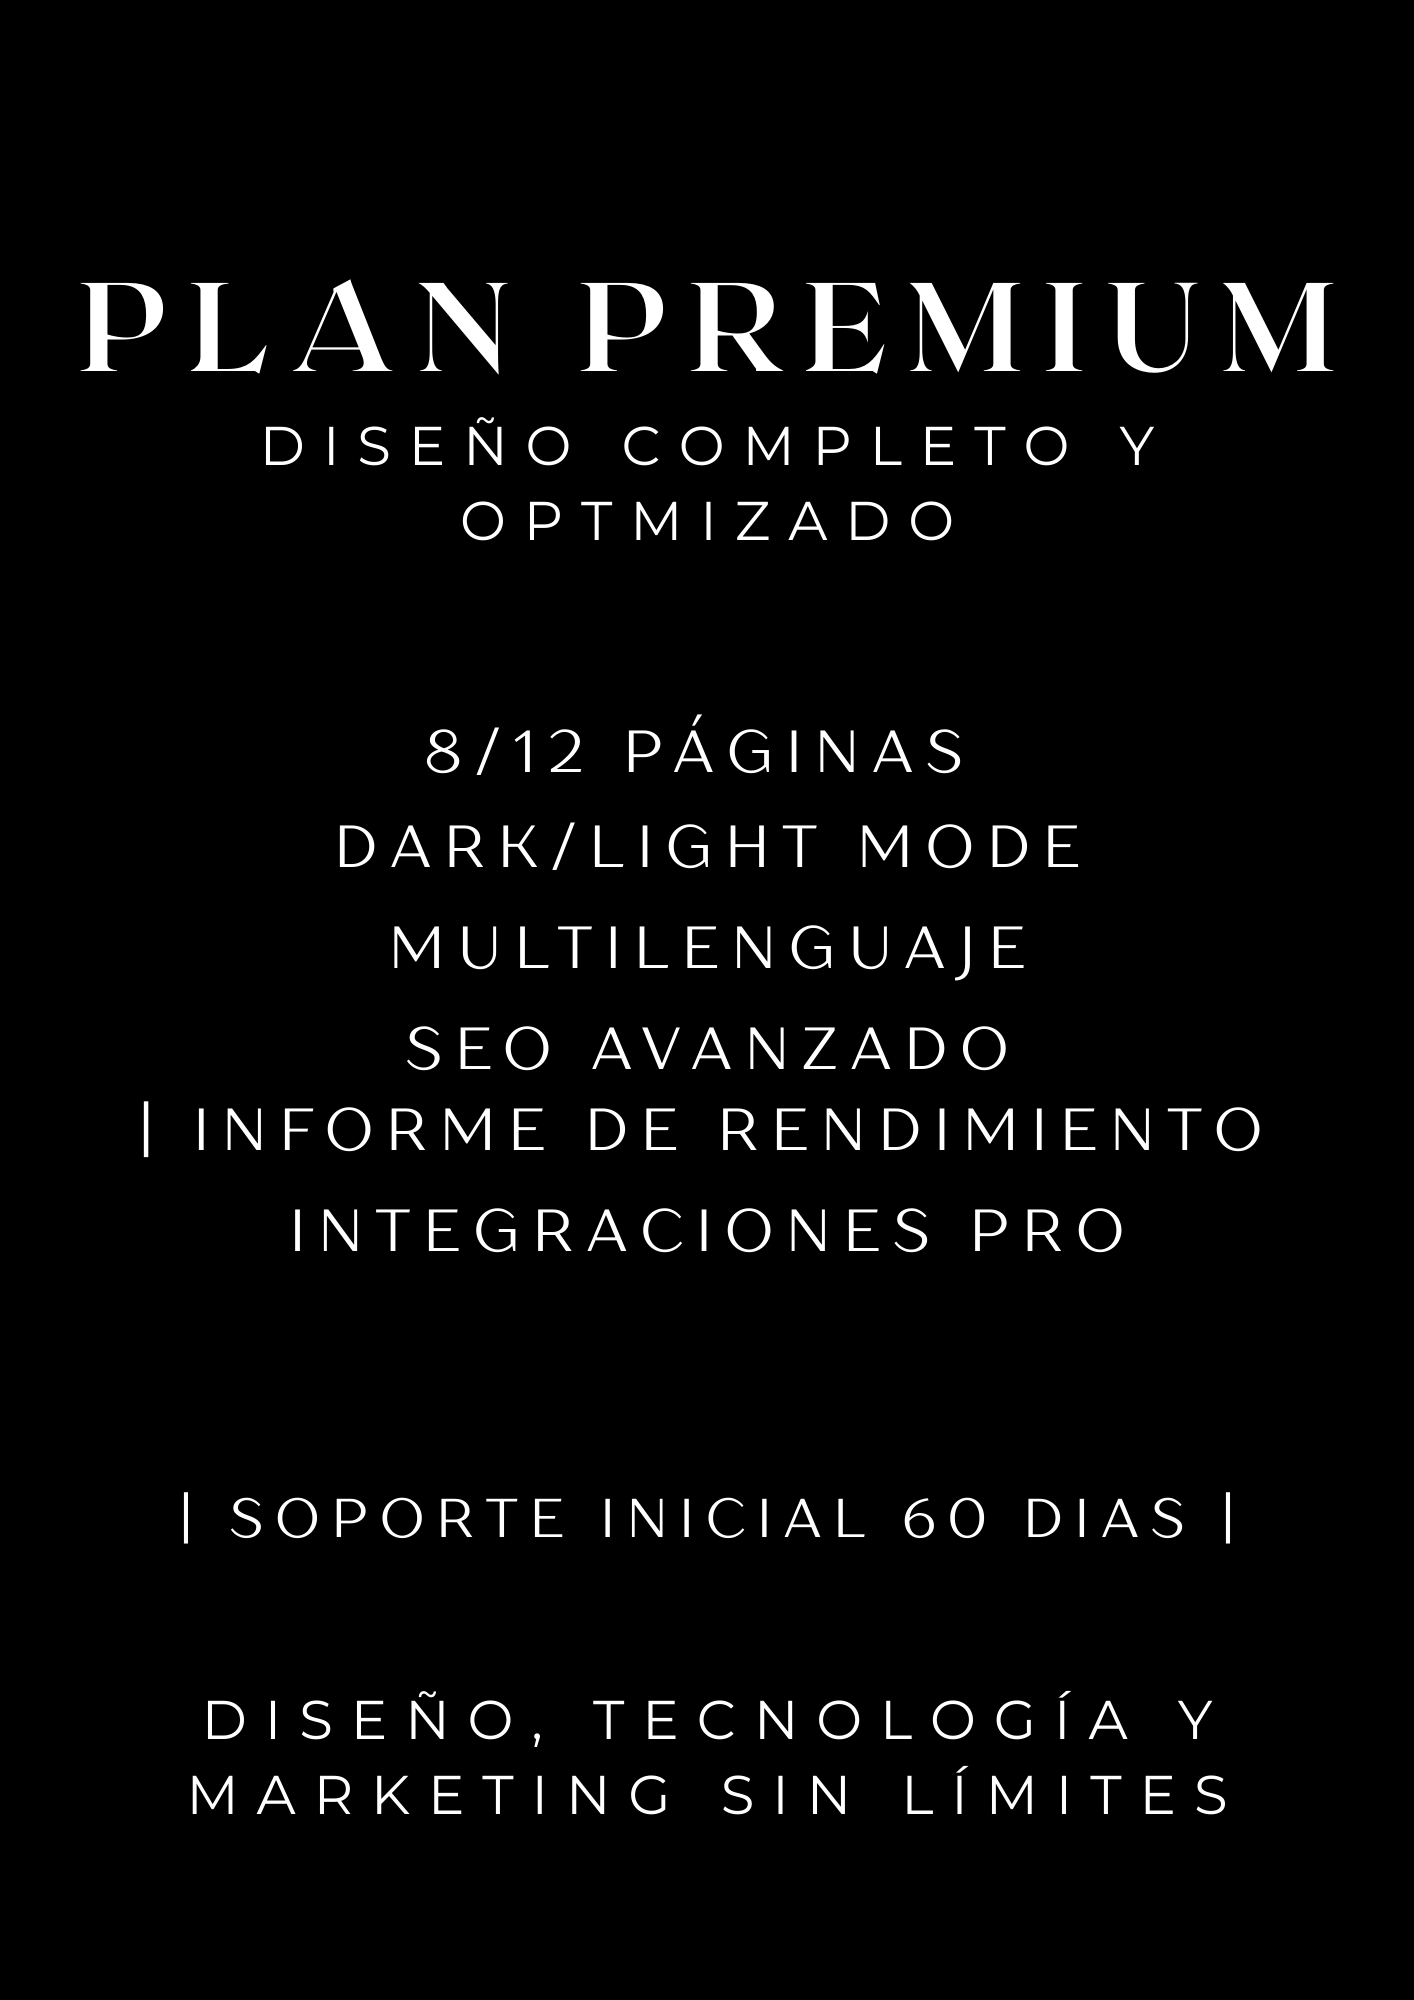 PLAN PREMIUM
DISEÑO COMPLETO Y
OPTMIZADO
8/12 PÁGINAS
DARK/LIGHT MODE
MULTILENGUAJE
SEO AVANZADO
| INFORME DE RENDIMIENTO
INTEGRACIONES PRO
| SOPORTE INICIAL 60 DIAS |
DISEÑO, TECNOLOGÍA Y
MARKETING SIN LÍMITES